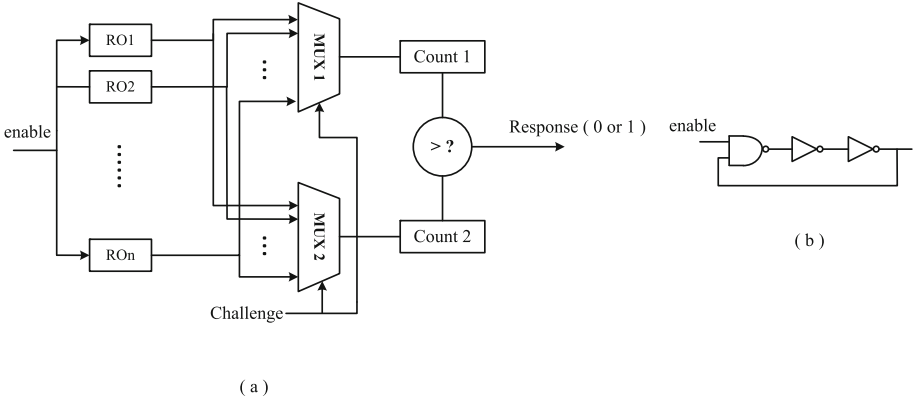 RO1
MUX 1
Count 1
RO2
enable
> ?
Response ( 0 or 1 )
enable
ROn
MUX 2
Count 2
( b )
Challenge
( a )